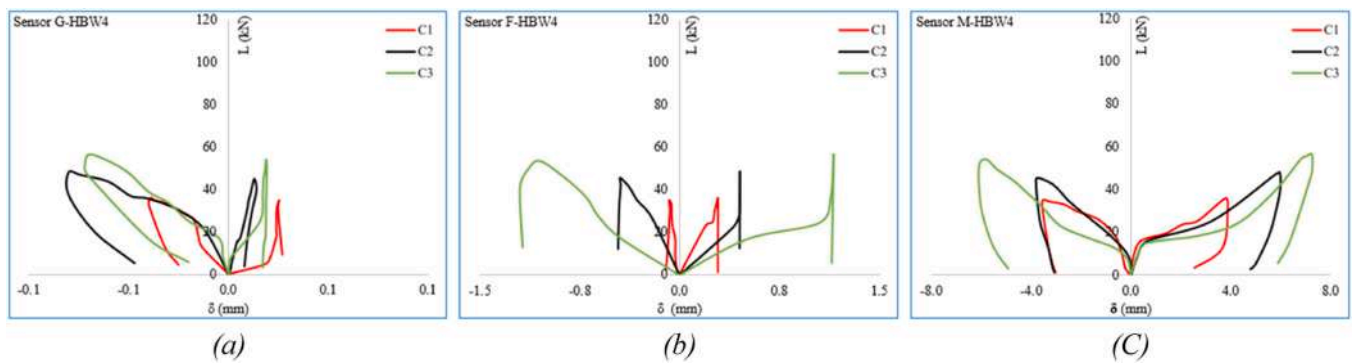 Sensor G-HBW4
120
100
80
60
40
20
0
L (kN)
C1
C2
C3
-0.1 -0.1 0.0 0.1 0.1
δ (mm)
(a)
Sensor F-HBW4
120
100
80
60
40
20
0
L (kN)
C1
C2
C3
-1.5 -0.8 0.0 0.8 1.5
δ (mm)
(b)
Sensor M-HBW4
120
100
80
60
40
20
0
L (kN)
C1
C2
C3
-8.0 -4.0 0.0 4.0 8.0
δ (mm)
(C)